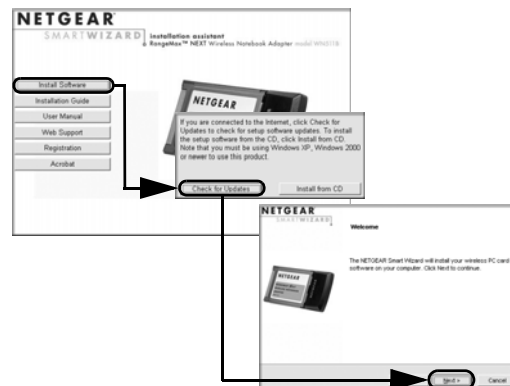 NETGEAR
SMARTWIZARD
installation assistant
RangeMax™ NEXT Wireless Notebook Adapter model WN511B
Install Software
Installation Guide
User Manual
Web Support
Registration
Acrobat
NETGEAR
If you are connected to the Internet, click Check for
Updates to check for setup software updates. To install
the setup software from the CD, click Install from CD.
Note that you must be using Windows XP, Windows 2000
or newer to use this product.
Check for Updates
Install from CD
NETGEAR
SMARTWIZARD
Welcome
The NETGEAR Smart Wizard will install your wireless PC card
software on your computer. Click Next to continue.
NETGEAR
Next >
Cancel